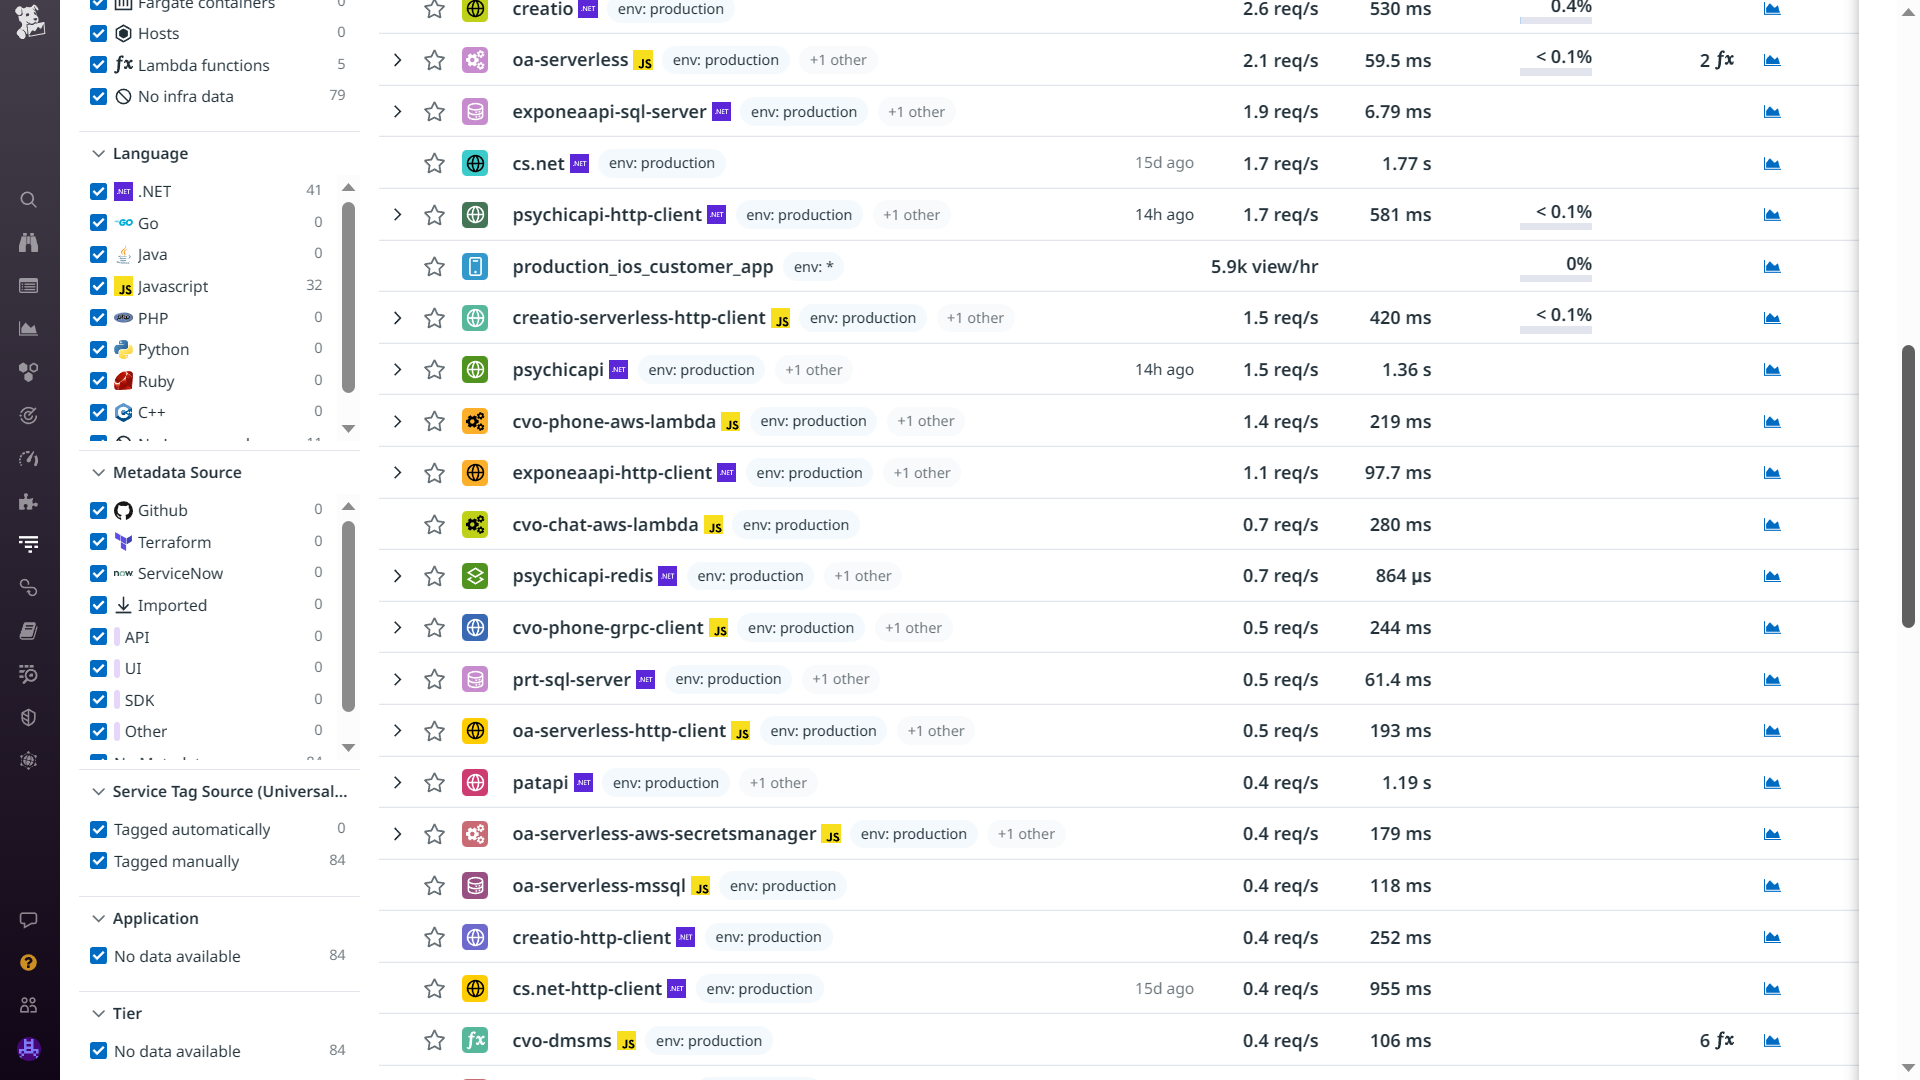 Fargate containers 0
Hosts 0
Lambda functions 5
No infra data 79
Language
.NET 41
Go 0
Java 0
Javascript 32
PHP 0
Python 0
Ruby 0
C++ 0
Metadata Source
Github 0
Terraform 0
ServiceNow 0
Imported 0
API 0
UI 0
SDK 0
Other 0
Service Tag Source (Universal...
Tagged automatically 0
Tagged manually 84
Application
No data available 84
Tier
No data available 84
creatio env: production 2.6 req/s 530 ms 0.4%
oa-serverless JS env: production +1 other 2.1 req/s 59.5 ms < 0.1% 2 fx
exponeaapi-sql-server .NET env: production +1 other 1.9 req/s 6.79 ms
cs.net .NET env: production 15d ago 1.7 req/s 1.77 s
psychicapi-http-client .NET env: production +1 other 14h ago 1.7 req/s 581 ms < 0.1%
production_ios_customer_app env: * 5.9k view/hr 0%
creatio-serverless-http-client JS env: production +1 other 1.5 req/s 420 ms < 0.1%
psychicapi .NET env: production +1 other 14h ago 1.5 req/s 1.36 s
cvo-phone-aws-lambda JS env: production +1 other 1.4 req/s 219 ms
exponeaapi-http-client .NET env: production +1 other 1.1 req/s 97.7 ms
cvo-chat-aws-lambda JS env: production 0.7 req/s 280 ms
psychicapi-redis .NET env: production +1 other 0.7 req/s 864 µs
cvo-phone-grpc-client JS env: production +1 other 0.5 req/s 244 ms
prt-sql-server .NET env: production +1 other 0.5 req/s 61.4 ms
oa-serverless-http-client JS env: production +1 other 0.5 req/s 193 ms
patapi .NET env: production +1 other 0.4 req/s 1.19 s
oa-serverless-aws-secretsmanager JS env: production +1 other 0.4 req/s 179 ms
oa-serverless-mssql JS env: production 0.4 req/s 118 ms
creatio-http-client .NET env: production 0.4 req/s 252 ms
cs.net-http-client .NET env: production 15d ago 0.4 req/s 955 ms
cvo-dmsms JS env: production 0.4 req/s 106 ms 6 fx